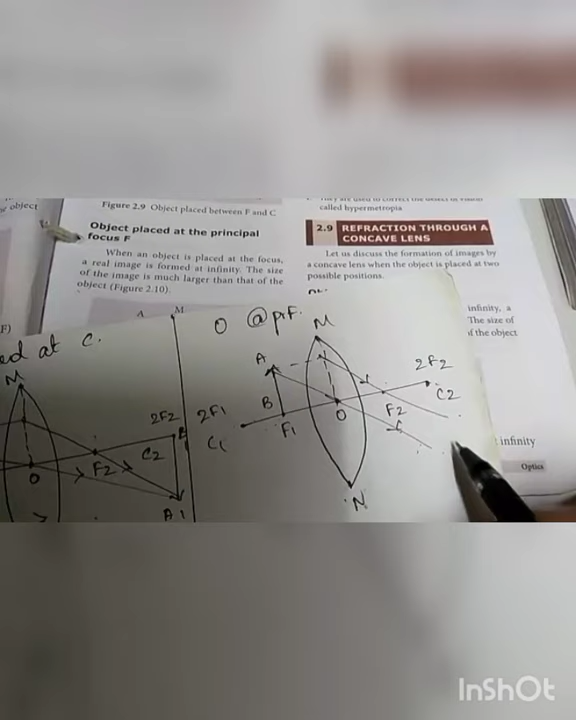 object
Figure 2.9 Object placed between F and C
Object placed at the principal
focus F
When an object is placed at the focus,
a real image is formed at infinity. The size
of the image is much larger than that of the
object (Figure 2.10).
A M
F)
called hypermetropia
2.9 REFRACTION THROUGH A
CONCAVE LENS
Let us discuss the formation of images by
a concave lens when the object is placed at two
possible positions.
infinity, a
The size of
of the object
infinity
Optics
ed at C.
M
2F2
B
C2
F2
O
A1
O @p.F.
M
A
2F2
2F1
B
C2
C1
F1
O
F2
N
InShOt